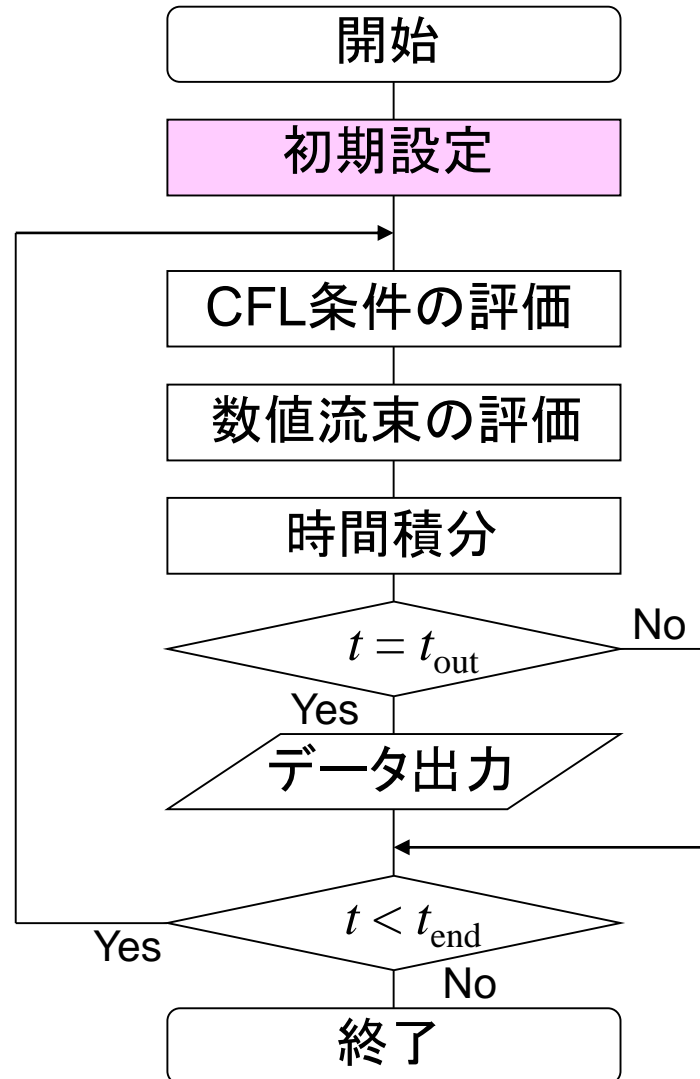 開始
初期設定
CFL条件の評価
数値流束の評価
時間積分
t = t_out
No
Yes
データ出力
t < t_end
Yes
No
終了